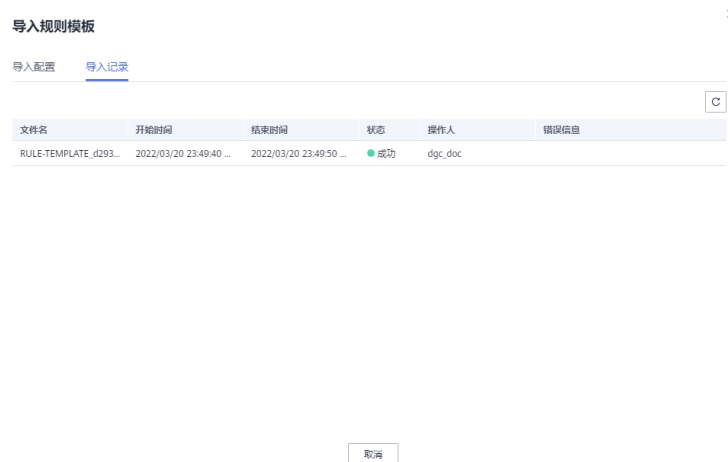 导入规则模板
导入配置 导入记录
文件名 开始时间 结束时间 状态 操作人 错误信息
RULE-TEMPLATE_d293... 2022/03/20 23:49:40 ... 2022/03/20 23:49:50 ... 成功 dgc_doc
取消